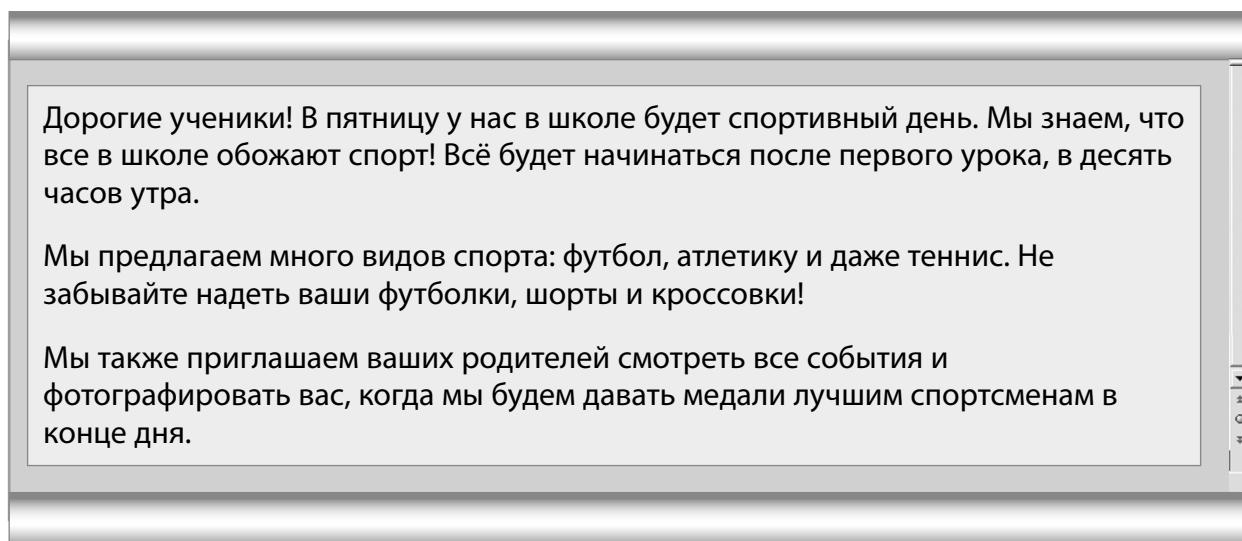 Дорогие ученики! В пятницу у нас в школе будет спортивный день. Мы знаем, что
все в школе обожают спорт! Всё будет начинаться после первого урока, в десять
часов утра.
Мы предлагаем много видов спорта: футбол, атлетику и даже теннис. Не
забывайте надеть ваши футболки, шорты и кроссовки!
Мы также приглашаем ваших родителей смотреть все события и
фотографировать вас, когда мы будем давать медали лучшим спортсменам в
конце дня.